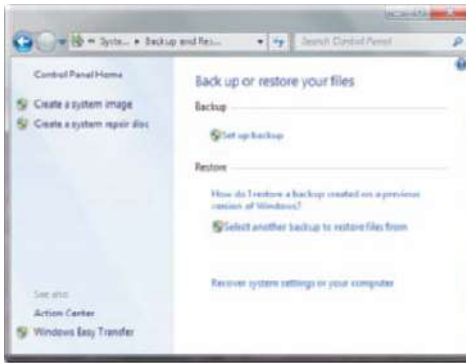 Syste... ▸ Backup and Res...
Search Control Panel
Control Panel Home
Create a system image
Create a system repair disc
Back up or restore your files
Backup
Set up backup
Restore
How do I restore a backup created on a previous
version of Windows?
Select another backup to restore files from
Recover system settings or your computer
See also
Action Center
Windows Easy Transfer